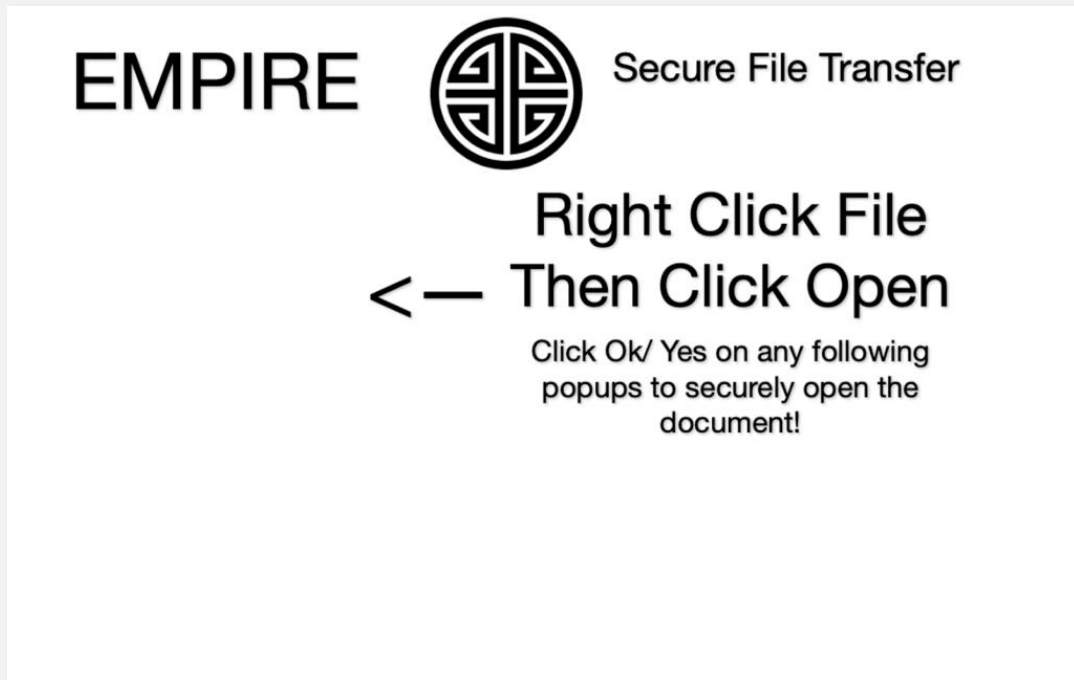 EMPIRE
Secure File Transfer
Right Click File
<— Then Click Open
Click Ok/ Yes on any following
popups to securely open the
document!